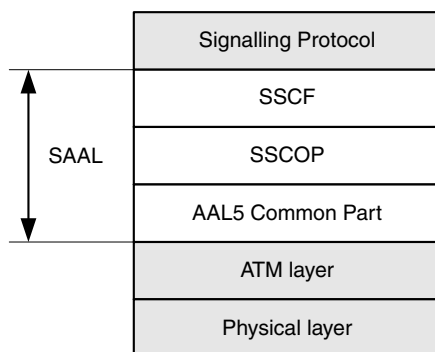 Signalling Protocol
SSCF
SAAL
SSCOP
AAL5 Common Part
ATM layer
Physical layer